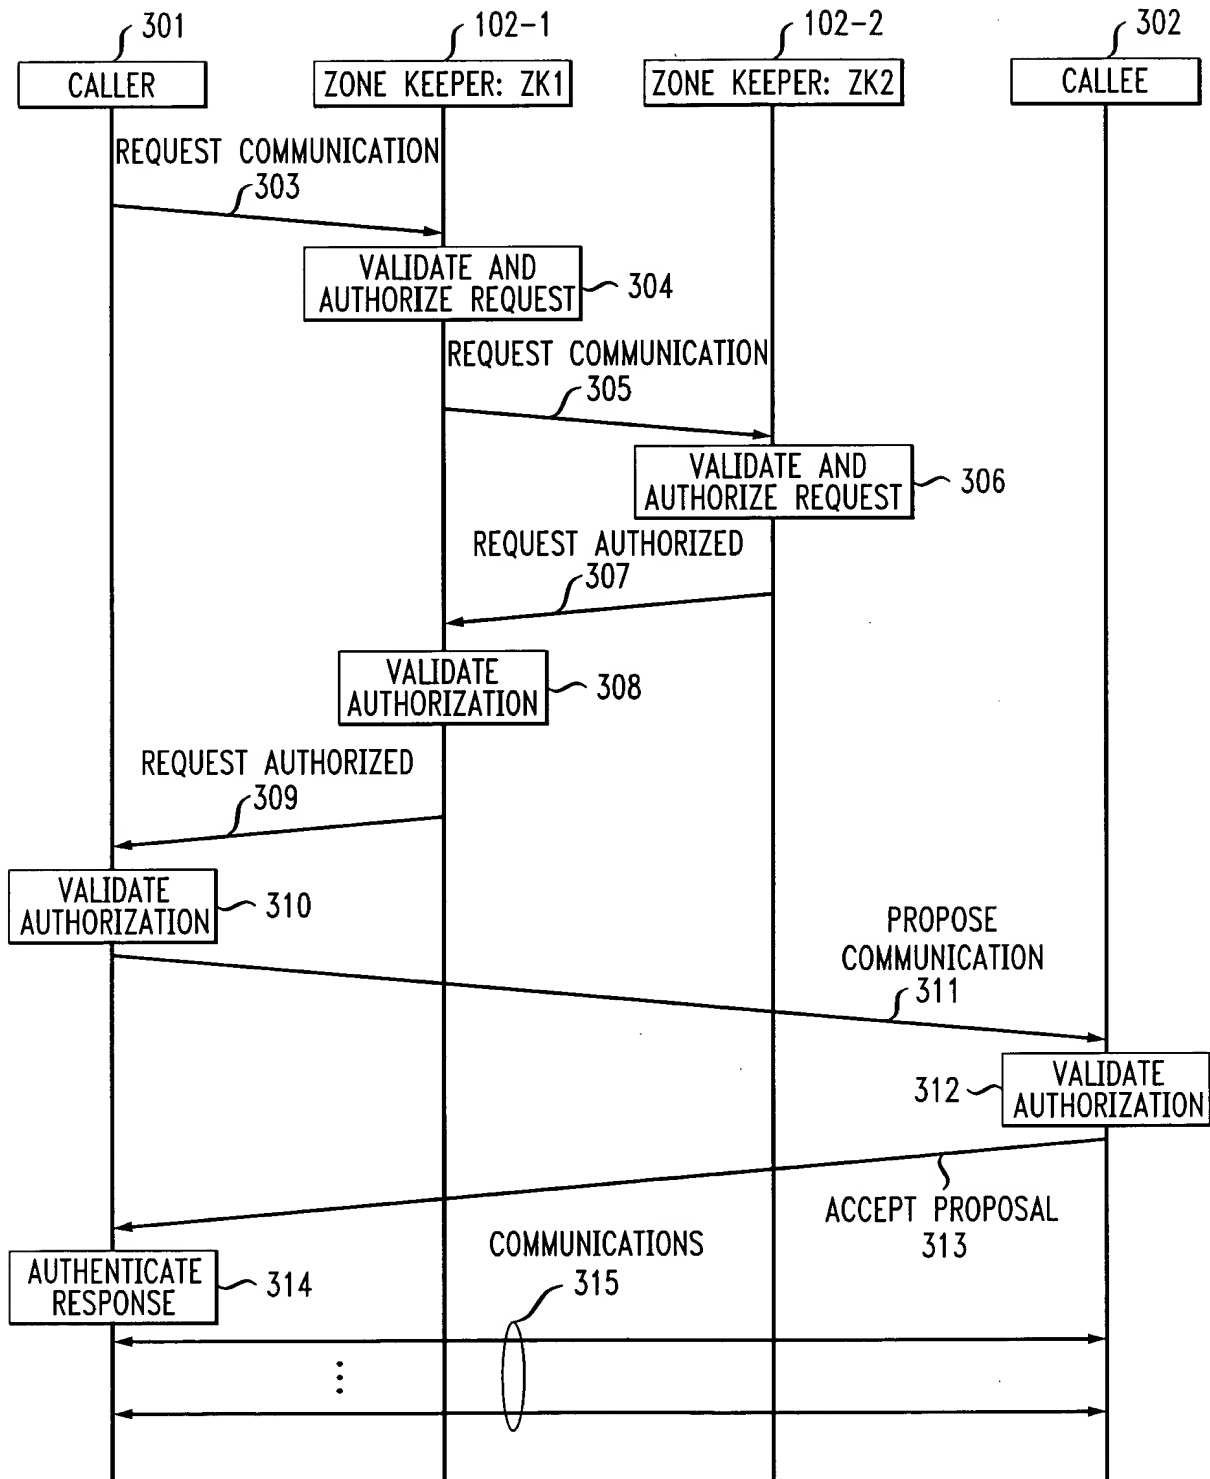 301
102-1
102-2
302
CALLER
ZONE KEEPER: ZK1
ZONE KEEPER: ZK2
CALLEE
REQUEST COMMUNICATION
303
VALIDATE AND
AUTHORIZE REQUEST
304
REQUEST COMMUNICATION
305
VALIDATE AND
AUTHORIZE REQUEST
306
REQUEST AUTHORIZED
307
VALIDATE
AUTHORIZATION
308
REQUEST AUTHORIZED
309
VALIDATE
AUTHORIZATION
310
PROPOSE
COMMUNICATION
311
VALIDATE
AUTHORIZATION
312
ACCEPT PROPOSAL
313
AUTHENTICATE
RESPONSE
314
COMMUNICATIONS
315